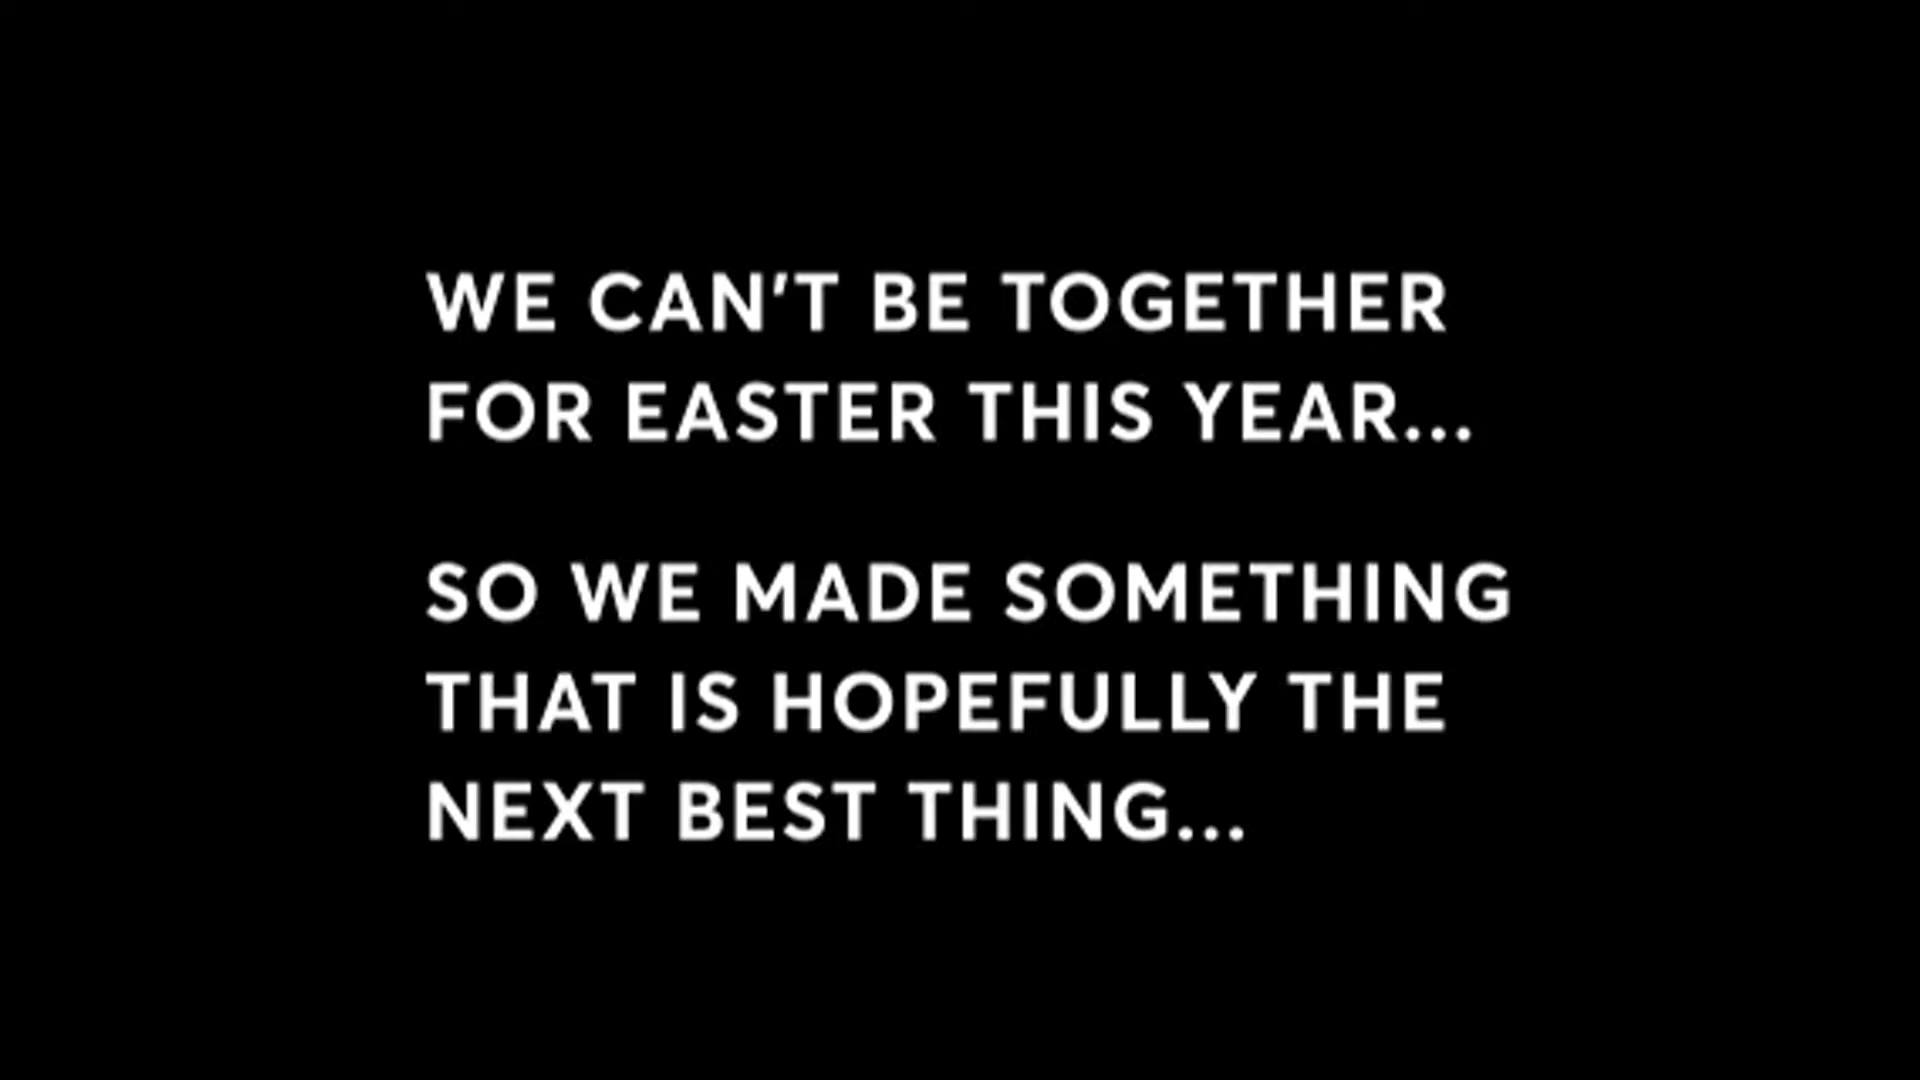 WE CAN'T BE TOGETHER
FOR EASTER THIS YEAR...
SO WE MADE SOMETHING
THAT IS HOPEFULLY THE
NEXT BEST THING...